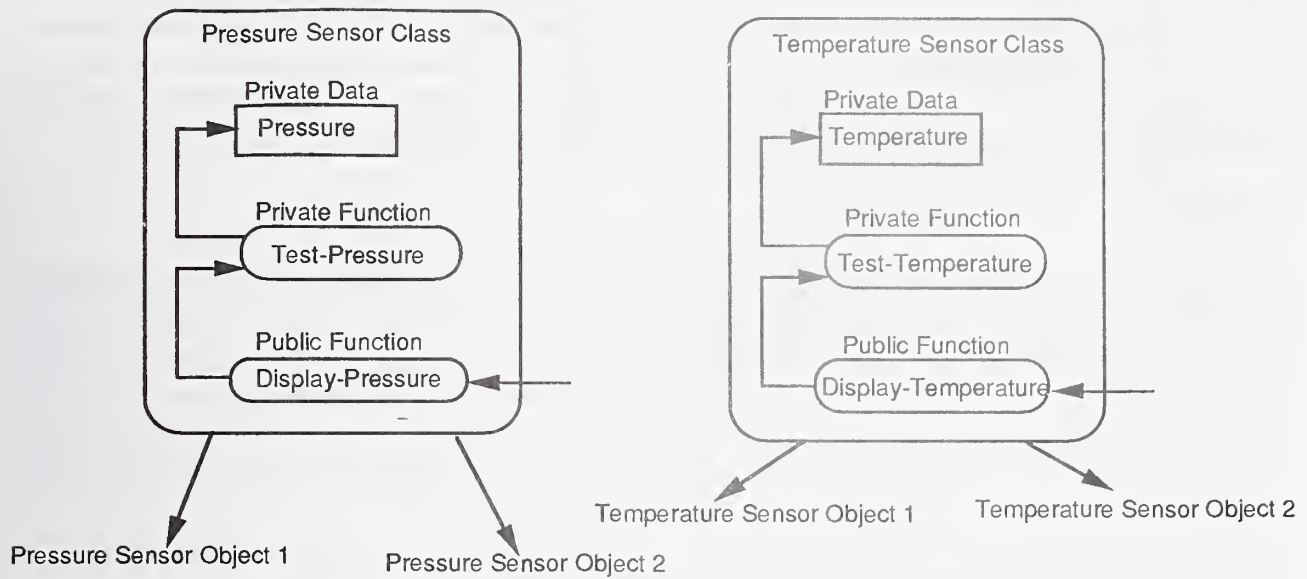 Pressure Sensor Class
Private Data
Pressure
Private Function
Test-Pressure
Public Function
Display-Pressure
Pressure Sensor Object 1
Pressure Sensor Object 2
Temperature Sensor Class
Private Data
Temperature
Private Function
Test-Temperature
Public Function
Display-Temperature
Temperature Sensor Object 1
Temperature Sensor Object 2